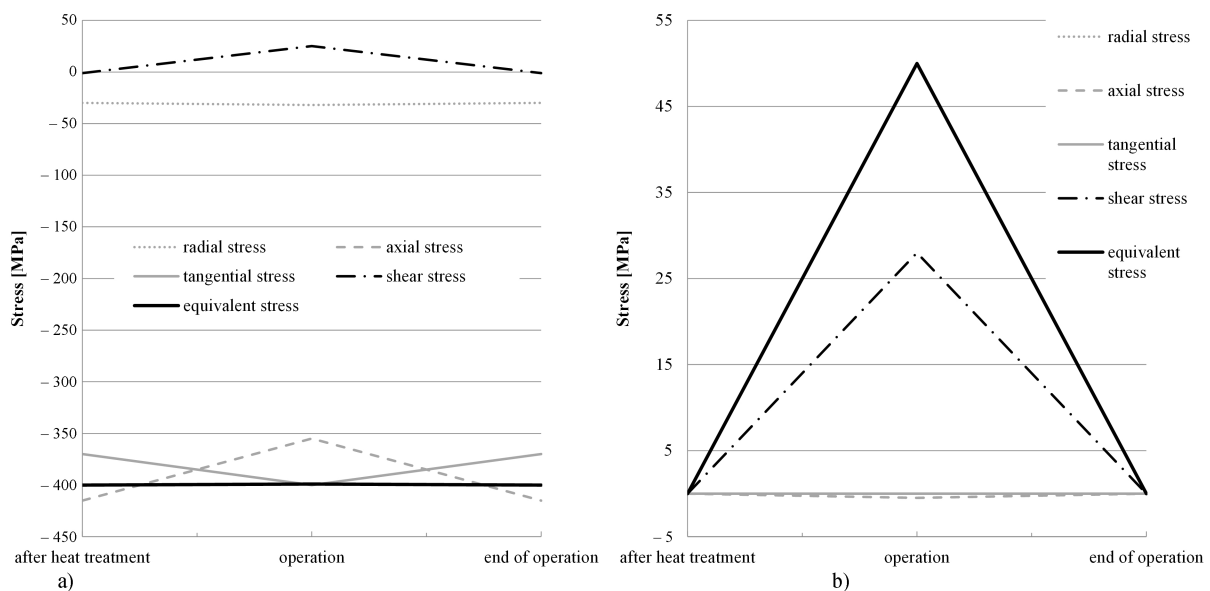 50
0
– 50
– 100
– 150
– 200
– 250
– 300
– 350
– 400
– 450
Stress [MPa]
radial stress
axial stress
tangential stress
shear stress
equivalent stress
after heat treatment
operation
end of operation
a)
55
45
35
25
15
5
– 5
Stress [MPa]
radial stress
axial stress
tangential
stress
shear stress
equivalent
stress
after heat treatment
operation
end of operation
b)